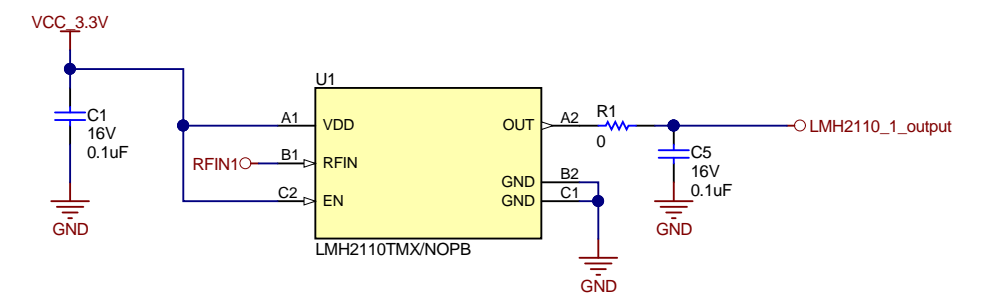 VCC_3.3V
U1
C1
16V
0.1uF
GND
A1
VDD
RFIN1
B1
RFIN
C2
EN
OUT
A2
GND
B2
GND
C1
LMH2110TMX/NOPB
GND
R1
0
C5
16V
0.1uF
GND
LMH2110_1_output